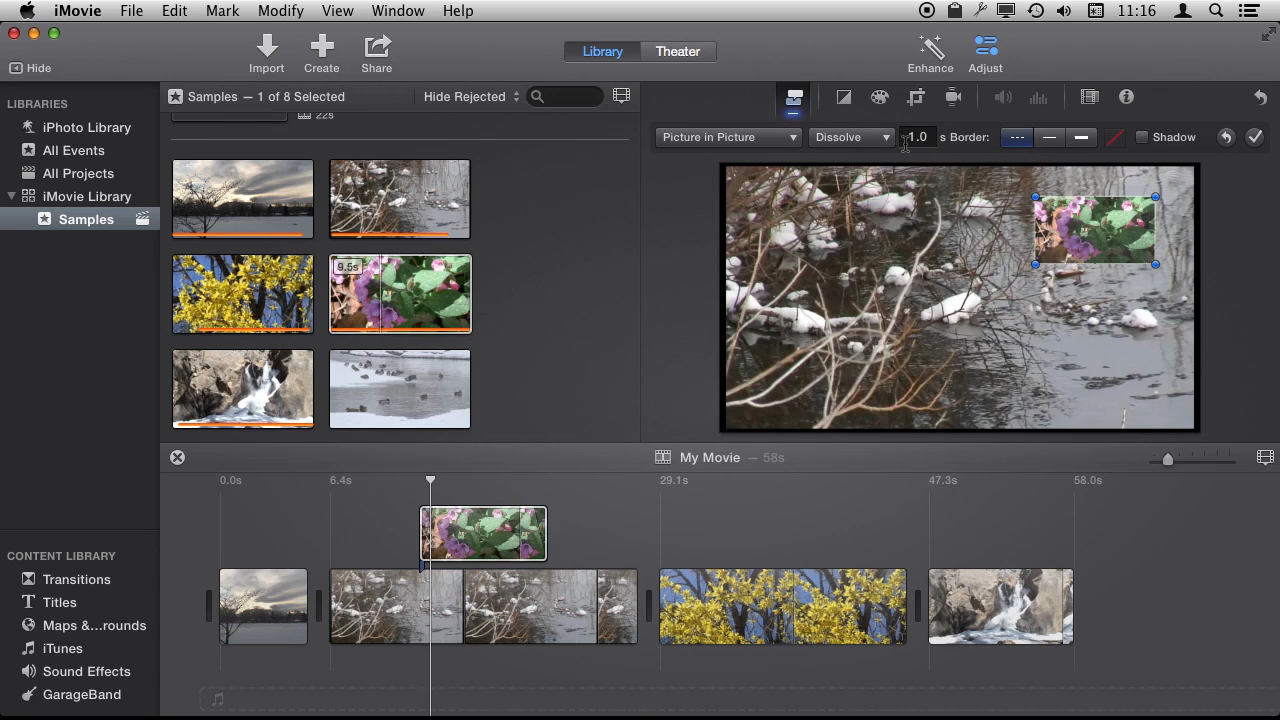 iMovie File Edit Mark Modify View Window Help 11:16
Hide Import Create Share Library Theater Enhance Adjust
LIBRARIES
iPhoto Library
All Events
All Projects
iMovie Library
Samples
Samples — 1 of 8 Selected Hide Rejected
22s
9.5s
Picture in Picture Dissolve 1.0 s Border: Shadow
My Movie — 58s
0.0s 6.4s 29.1s 47.3s 58.0s
CONTENT LIBRARY
Transitions
T Titles
Maps &...rounds
iTunes
Sound Effects
GarageBand